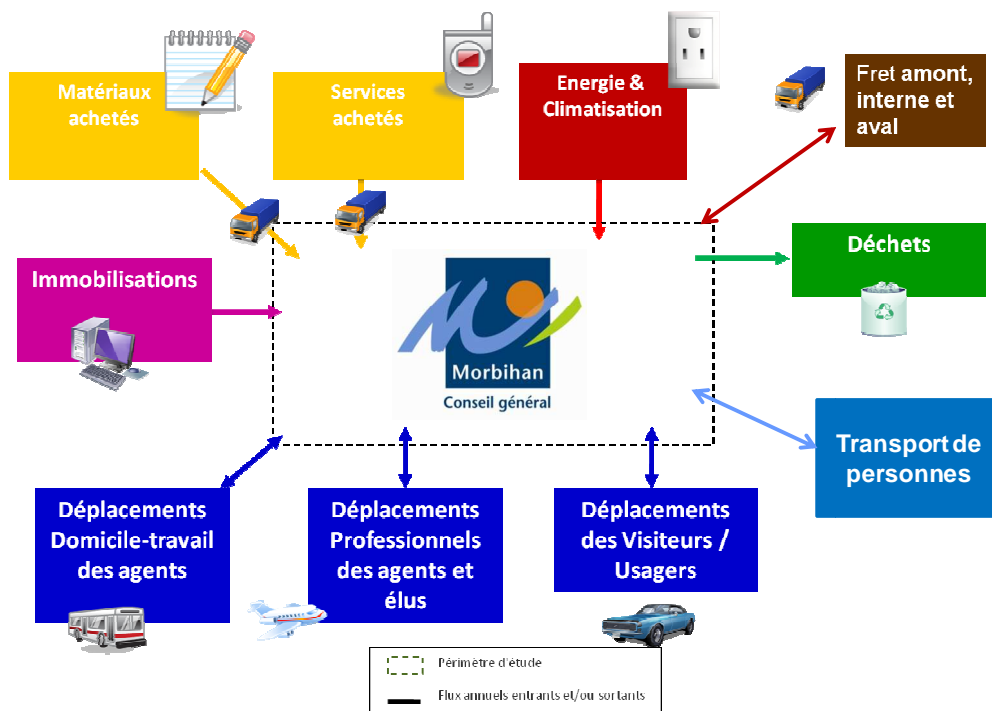 Matériaux
achetés
Services
achetés
Energie &
Climatisation
Fret amont,
interne et
aval
Immobilisations
Déchets
Morbihan
Conseil général
Transport de
personnes
Déplacements
Domicile-travail
des agents
Déplacements
Professionnels
des agents et
élus
Déplacements
des Visiteurs /
Usagers
Périmètre d'étude
Flux annuels entrants et/ou sortants